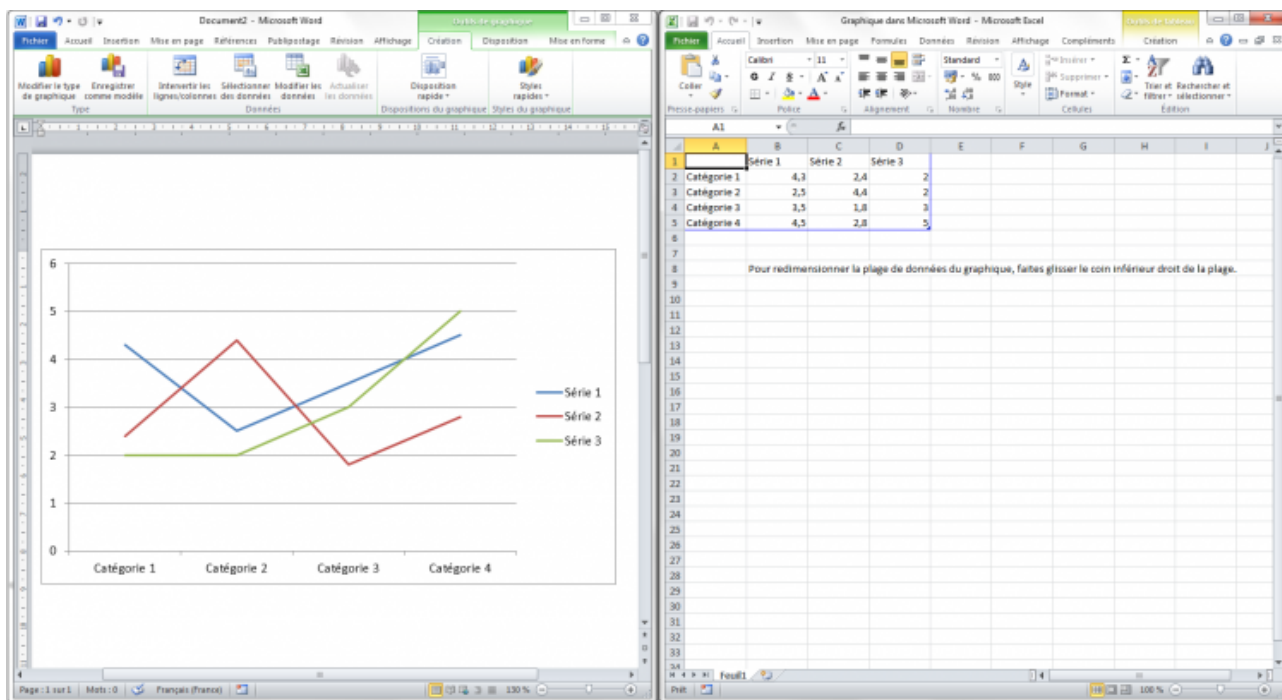 Document2 - Microsoft Word
Outils de graphique
Fichier Accueil Insertion Mise en page Références Publipostage Révision Affichage Création Disposition Mise en forme
Modifier le type de graphique
Enregistrer comme modèle
Intervertir les lignes/colonnes
Sélectionner des données
Modifier les données
Actualiser les données
Disposition rapide
Styles rapides
Type
Données
Dispositions du graphique
Styles du graphique
6
5
4
3
2
1
0
Catégorie 1 Catégorie 2 Catégorie 3 Catégorie 4
Série 1
Série 2
Série 3
Page : 1 sur 1 Mots : 0 Français (France) 130 %
Graphique dans Microsoft Word - Microsoft Excel
Outils de tableau
Fichier Accueil Insertion Mise en page Formules Données Révision Affichage Compléments Création
Coller
Calibri 11
G I S
Standard
% 000
Style
Insérer
Supprimer
Format
Σ
Trier et filtrer
Rechercher et sélectionner
Presse-papiers Police Alignement Nombre Cellules Édition
A1 fx
A B C D E F G H I J
1 Série 1 Série 2 Série 3
2 Catégorie 1 4,3 2,4 2
3 Catégorie 2 2,5 4,4 2
4 Catégorie 3 3,5 1,8 3
5 Catégorie 4 4,5 2,8 5
6
7
8 Pour redimensionner la plage de données du graphique, faites glisser le coin inférieur droit de la plage.
9
10
11
12
13
14
15
16
17
18
19
20
21
22
23
24
25
26
27
28
29
30
31
32
33
Feuil1
Prêt 100 %